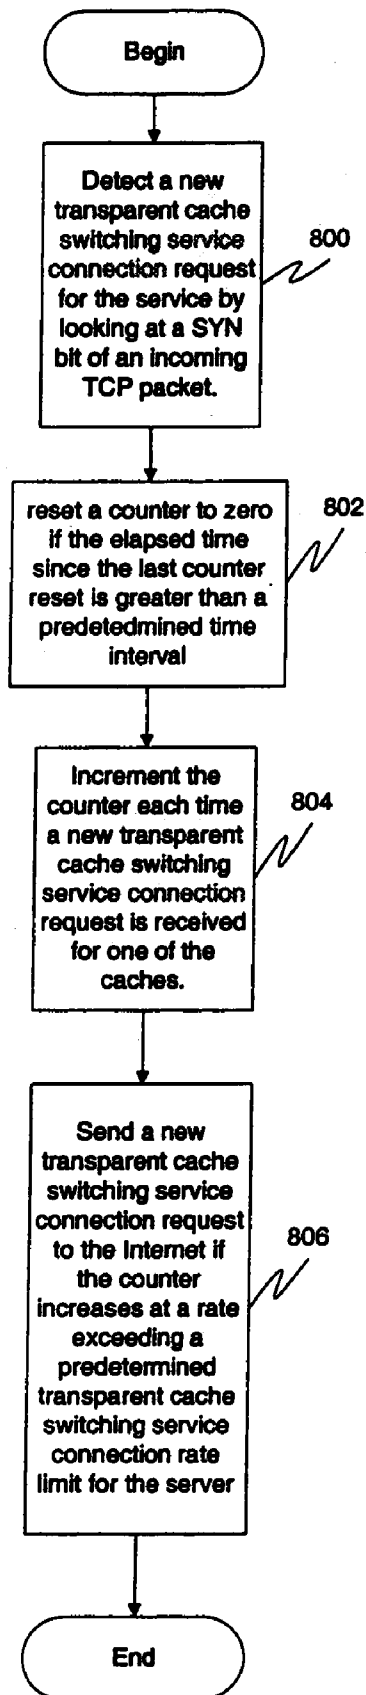 Begin
Detect a new
transparent cache
switching service
connection request
for the service by
looking at a SYN
bit of an incoming
TCP packet.
800
reset a counter to zero
if the elapsed time
since the last counter
reset is greater than a
predetedmined time
interval
802
Increment the
counter each time
a new transparent
cache switching
service connection
request is received
for one of the
caches.
804
Send a new
transparent cache
switching service
connection request
to the Internet if
the counter
increases at a rate
exceeding a
predetermined
transparent cache
switching service
connection rate
limit for the server
806
End